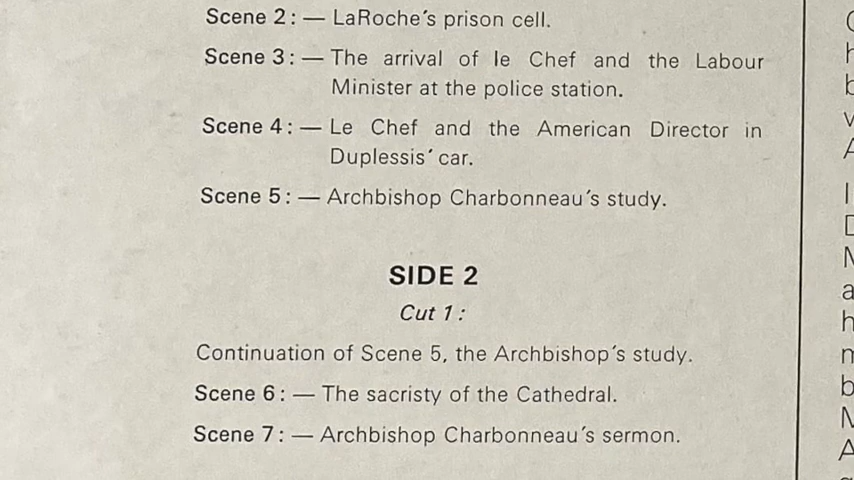 Scene 2: — LaRoche's prison cell.
Scene 3: — The arrival of le Chef and the Labour
Minister at the police station.
Scene 4: — Le Chef and the American Director in
Duplessis' car.
Scene 5: — Archbishop Charbonneau's study.
SIDE 2
Cut 1:
Continuation of Scene 5, the Archbishop's study.
Scene 6: — The sacristy of the Cathedral.
Scene 7: — Archbishop Charbonneau's sermon.